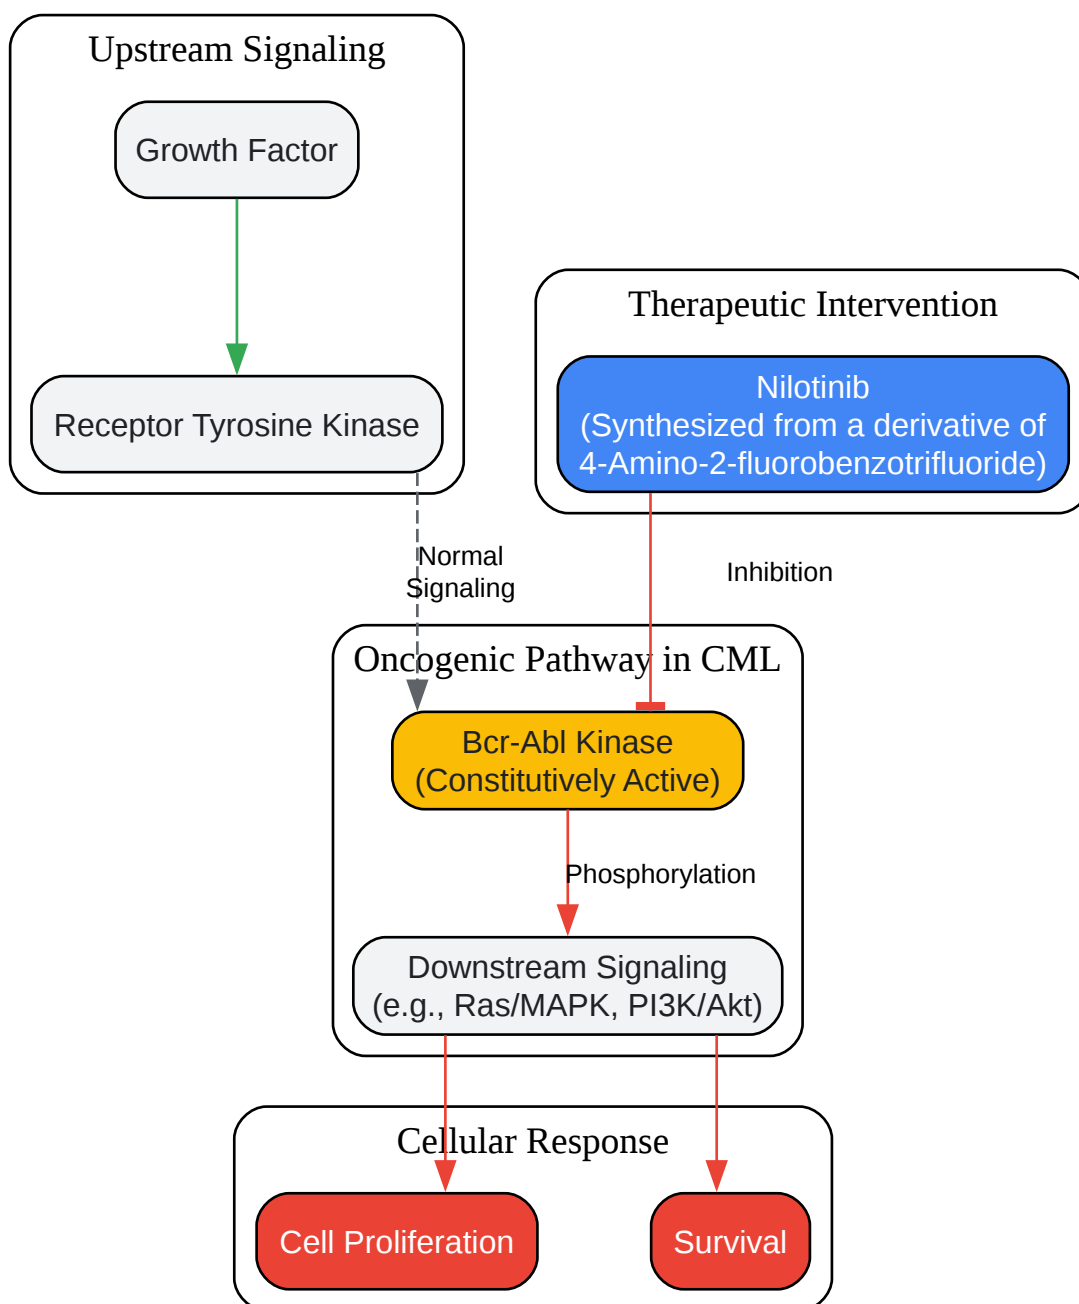 Upstream Signaling
Growth Factor
Receptor Tyrosine Kinase
Therapeutic Intervention
Nilotinib
(Synthesized from a derivative of
4-Amino-2-fluorobenzotrifluoride)
Normal
Signaling
Inhibition
Oncogenic Pathway in CML
Bcr-Abl Kinase
(Constitutively Active)
Phosphorylation
Downstream Signaling
(e.g., Ras/MAPK, PI3K/Akt)
Cellular Response
Cell Proliferation
Survival